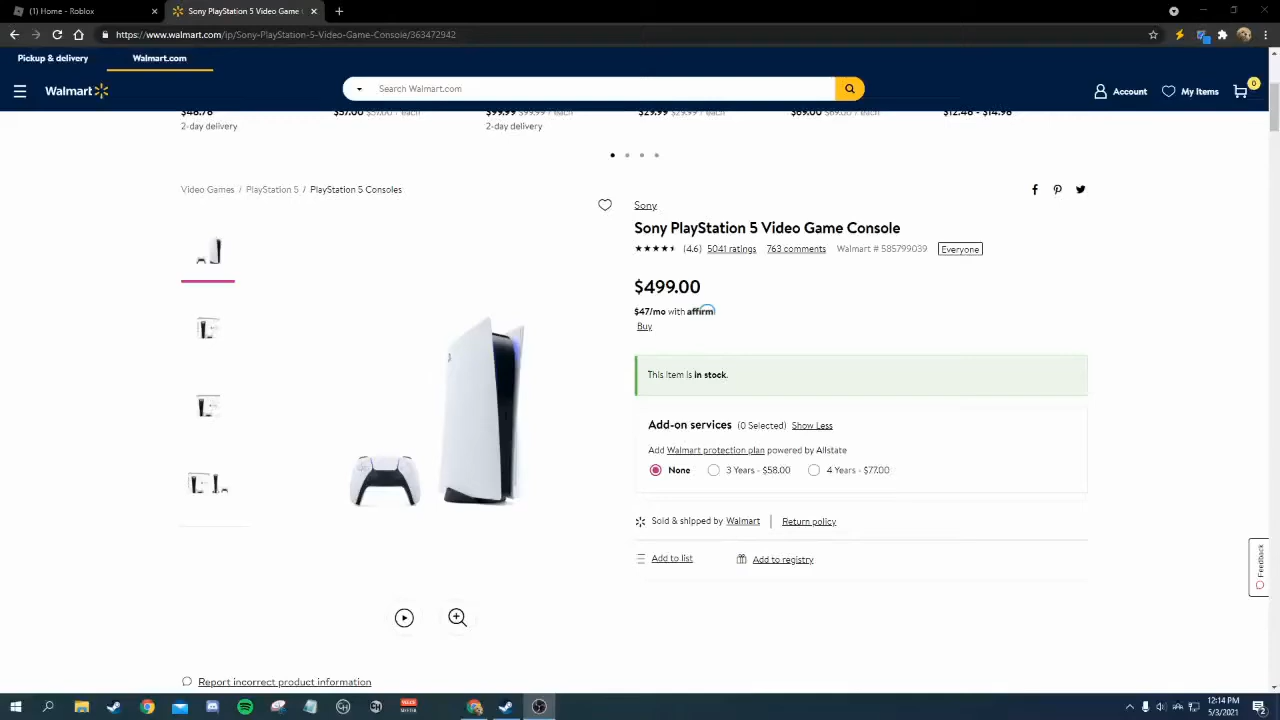 (1) Home - Roblox
Sony PlayStation 5 Video Game
https://www.walmart.com/ip/Sony-PlayStation-5-Video-Game-Console/363472942
Pickup & delivery
Walmart.com
Walmart
Search Walmart.com
Account
My Items
0
2-day delivery
2-day delivery
Video Games / PlayStation 5 / PlayStation 5 Consoles
Sony
Sony PlayStation 5 Video Game Console
(4.6) 5041 ratings 763 comments Walmart # 585799039 Everyone
$499.00
$47/mo with affirm
Buy
This item is in stock.
Add-on services (0 Selected) Show Less
Add Walmart protection plan powered by Allstate
None 3 Years - $58.00 4 Years - $77.00
Sold & shipped by Walmart | Return policy
Add to list Add to registry
Feedback
Report incorrect product information
12:14 PM
5/3/2021
2